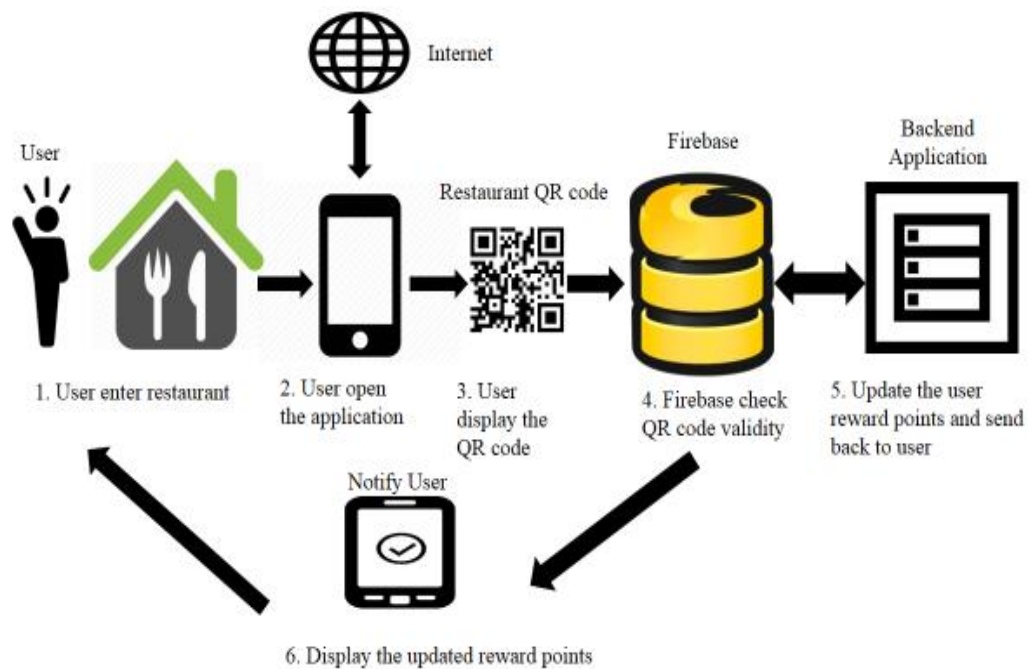 Internet
User
Firebase
Backend
Application
Restaurant QR code
1. User enter restaurant
2. User open
the application
3. User
display the
QR code
4. Firebase check
QR code validity
5. Update the user
reward points and send
back to user
Notify User
6. Display the updated reward points